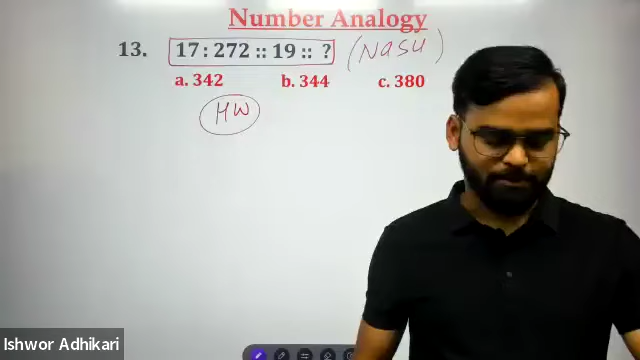 Number Analogy
13. 17 : 272 :: 19 :: ? (Nasu)
a. 342 b. 344 c. 380
HW
Ishwor Adhikari